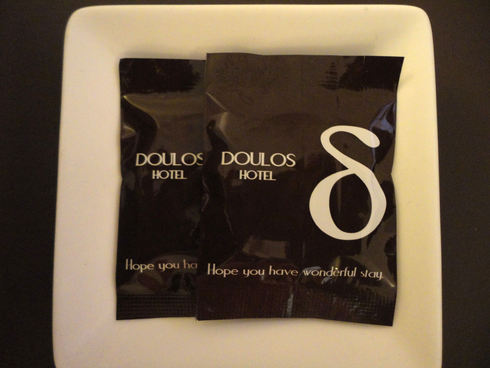 DOULOS
HOTEL
Hope you ha
DOULOS
HOTEL
δ
Hope you have wonderful stay.